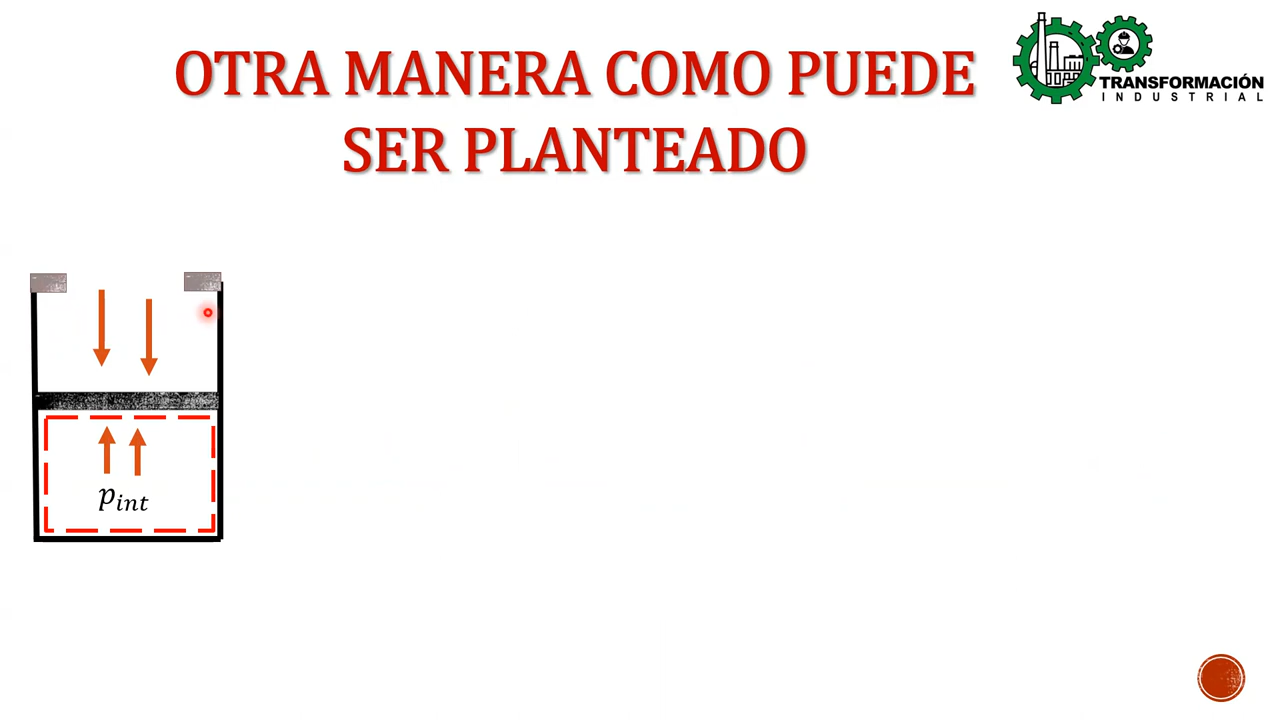 OTRA MANERA COMO PUEDE
SER PLANTEADO
TRANSFORMACIÓN
INDUSTRIAL
p_int